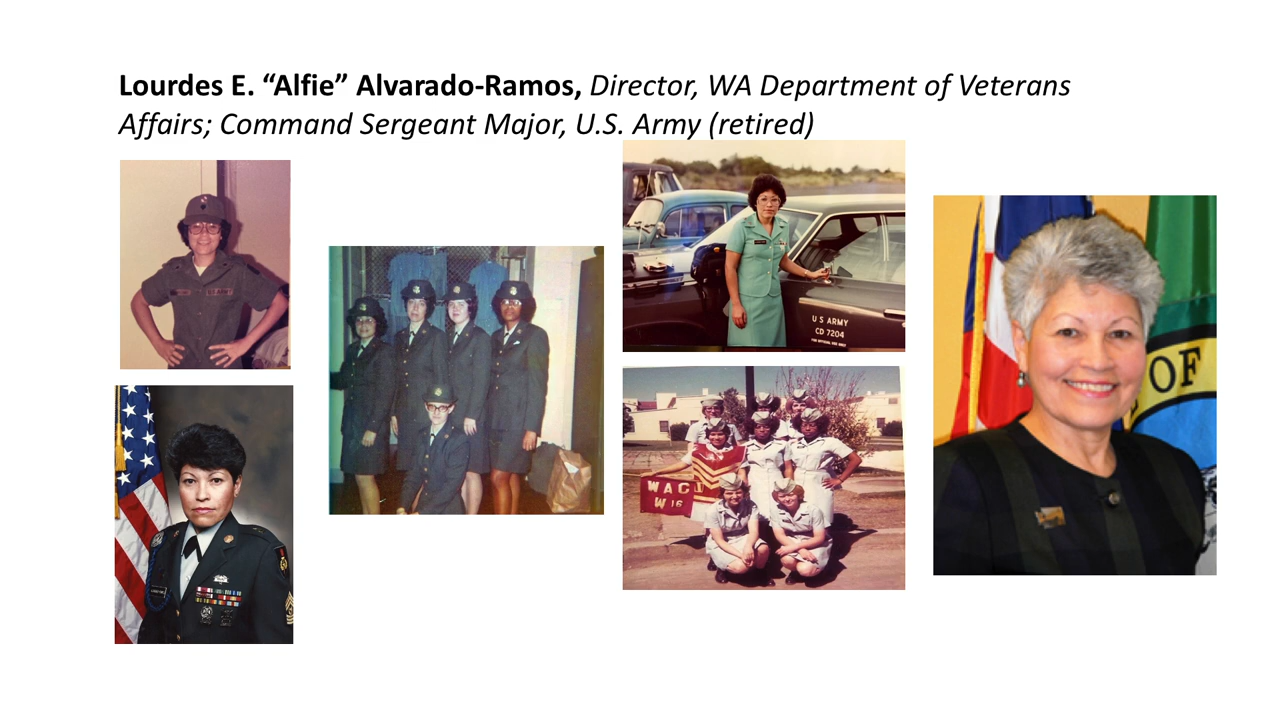 Lourdes E. “Alfie” Alvarado-Ramos, Director, WA Department of Veterans
Affairs; Command Sergeant Major, U.S. Army (retired)
U S ARMY
CD 7204
WAC
W 16
OF